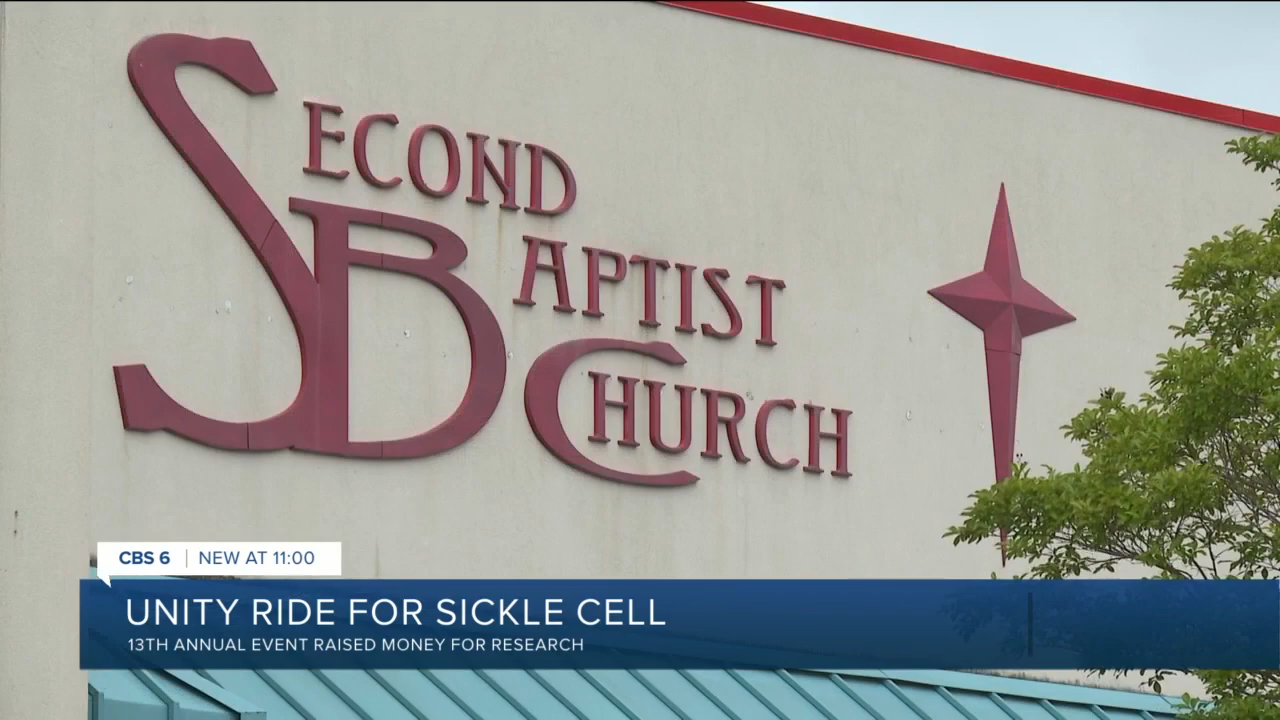 SECOND
BAPTIST
CHURCH
CBS 6 | NEW AT 11:00
UNITY RIDE FOR SICKLE CELL
13TH ANNUAL EVENT RAISED MONEY FOR RESEARCH